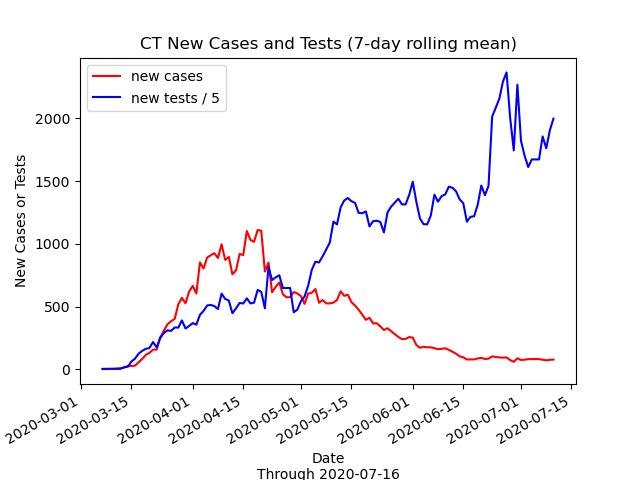 CT New Cases and Tests (7-day rolling mean)
new cases
new tests / 5
New Cases or Tests
2000
1500
1000
500
0
2020-03-01
2020-03-15
2020-04-01
2020-04-15
2020-05-01
2020-05-15
2020-06-01
2020-06-15
2020-07-01
2020-07-15
Date
Through 2020-07-16